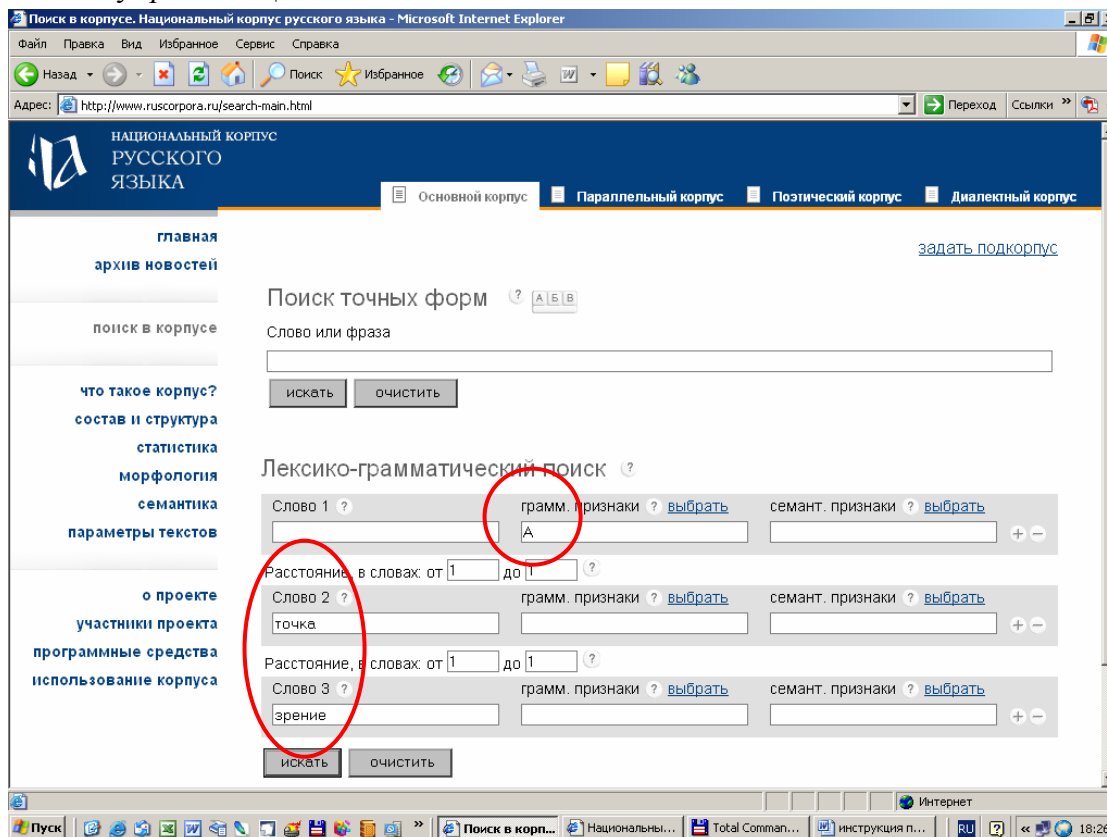 Поиск в корпусе. Национальный корпус русского языка - Microsoft Internet Explorer
Файл Правка Вид Избранное Сервис Справка
Назад Поиск Избранное
Адрес: http://www.ruscorpora.ru/search-main.html Переход Ссылки »
НАЦИОНАЛЬНЫЙ КОРПУС
РУССКОГО
ЯЗЫКА
Основной корпус Параллельный корпус Поэтический корпус Диалектный корпус
главная
архив новостей
поиск в корпусе
что такое корпус?
состав и структура
статистика
морфология
семантика
параметры текстов
о проекте
участники проекта
программные средства
использование корпуса
задать подкорпус
Поиск точных форм ? А Б В
Слово или фраза
искать очистить
Лексико-грамматический поиск ?
Слово 1 ? грамм. признаки ? выбрать семант. признаки ? выбрать
A + −
Расстояние, в словах: от 1 до 1 ?
Слово 2 ? грамм. признаки ? выбрать семант. признаки ? выбрать
точка + −
Расстояние, в словах: от 1 до 1 ?
Слово 3 ? грамм. признаки ? выбрать семант. признаки ? выбрать
зрение + −
искать очистить
Интернет
Пуск » Поиск в корп... Национальны... Total Comman... инструкция п... RU « 18:26